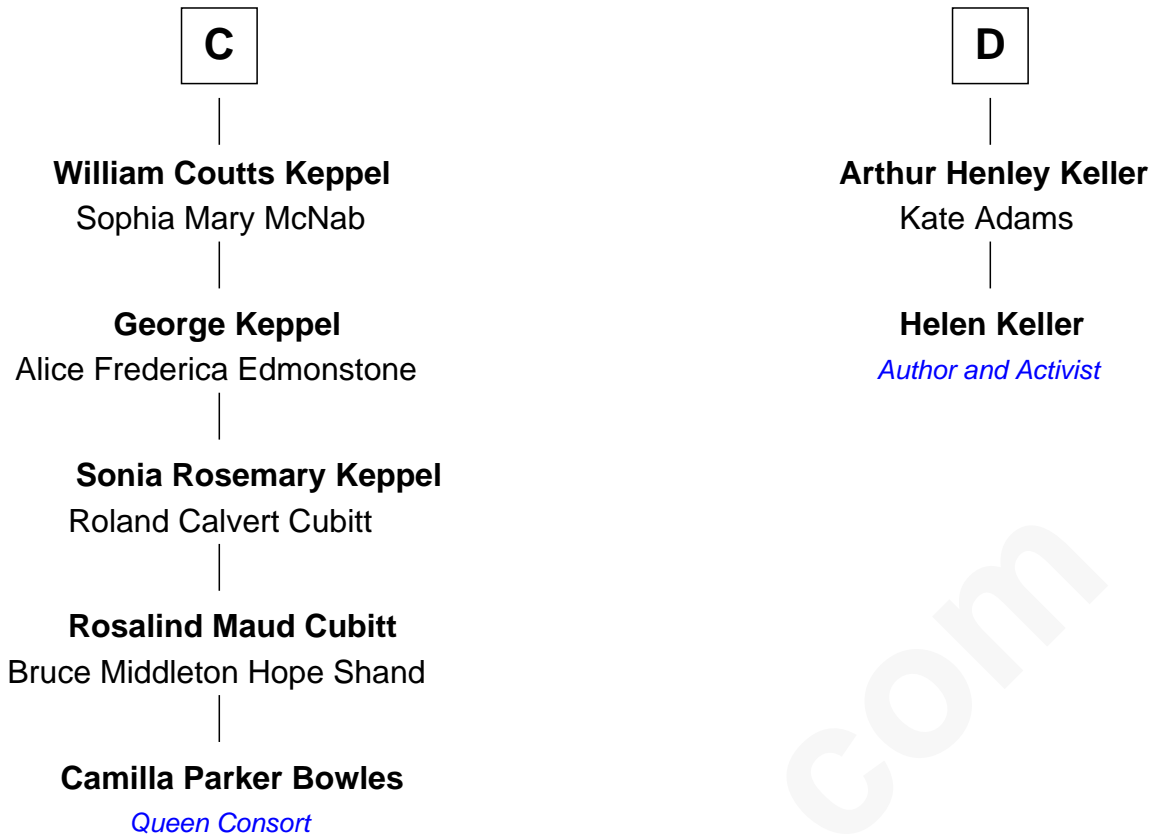 C
William Coutts Keppel
Sophia Mary McNab
George Keppel
Alice Frederica Edmonstone
Sonia Rosemary Keppel
Roland Calvert Cubitt
Rosalind Maud Cubitt
Bruce Middleton Hope Shand
Camilla Parker Bowles
Queen Consort
D
Arthur Henley Keller
Kate Adams
Helen Keller
Author and Activist
com